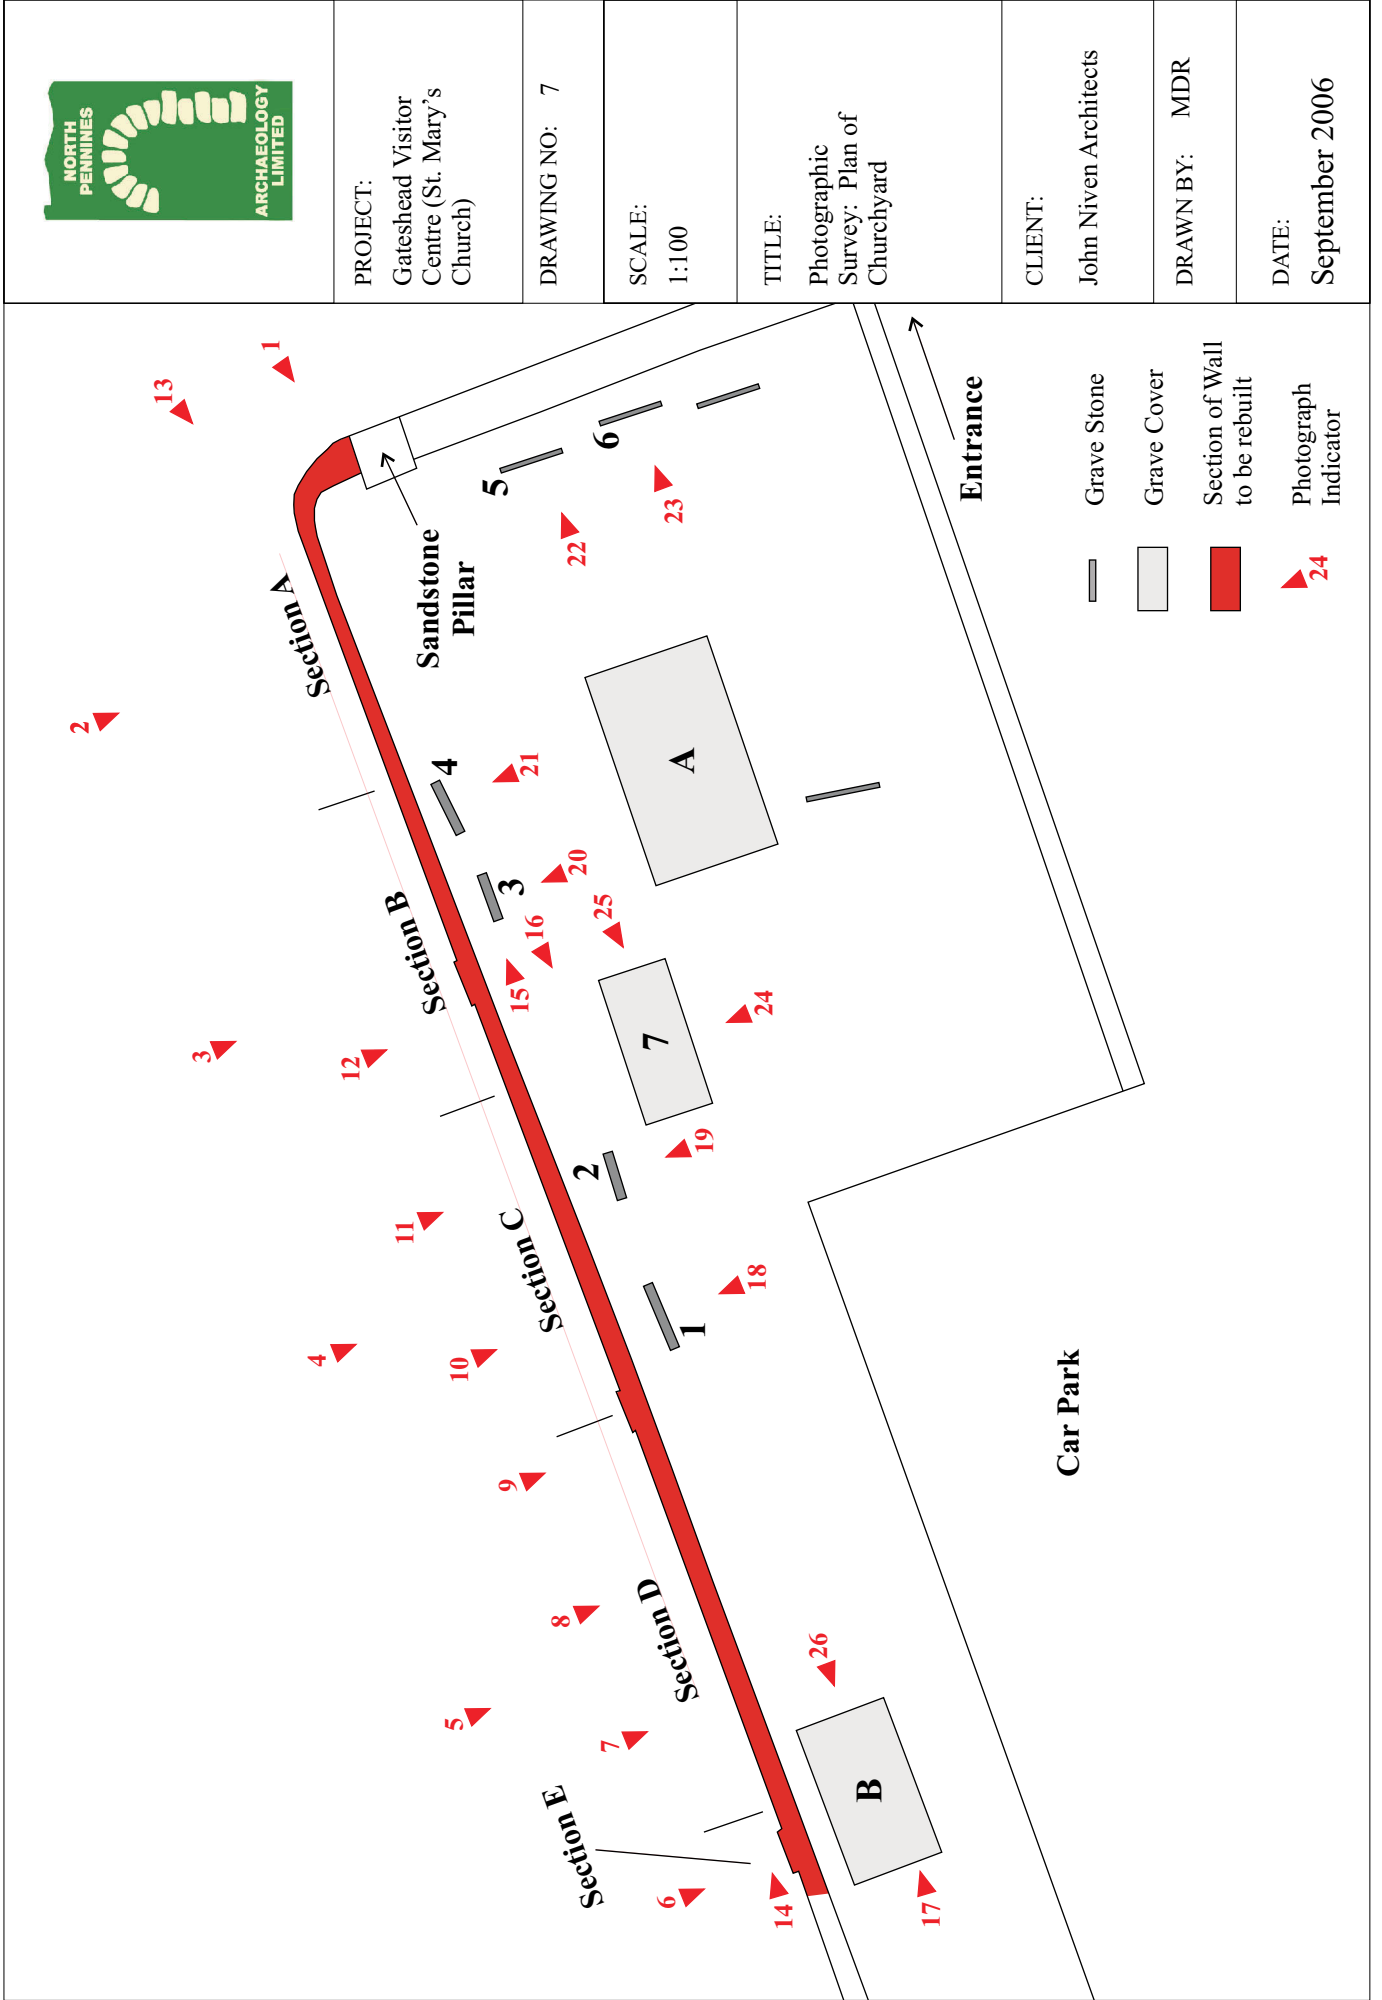 NORTH
PENNINES
ARCHAEOLOGY
LIMITED
PROJECT:
Gateshead Visitor
Centre (St. Mary's
Church)
DRAWING NO: 7
SCALE:
1:100
TITLE:
Photographic
Survey: Plan of
Churchyard
CLIENT:
John Niven Architects
DRAWN BY: MDR
DATE:
September 2006
Section A
Section B
Section C
Section D
Section E
Sandstone
Pillar
Entrance
Car Park
1
2
3
4
5
6
7
A
B
1
2
3
4
5
6
7
8
9
10
11
12
13
14
15
16
17
18
19
20
21
22
23
24
25
26
Grave Stone
Grave Cover
Section of Wall
to be rebuilt
24
Photograph
Indicator